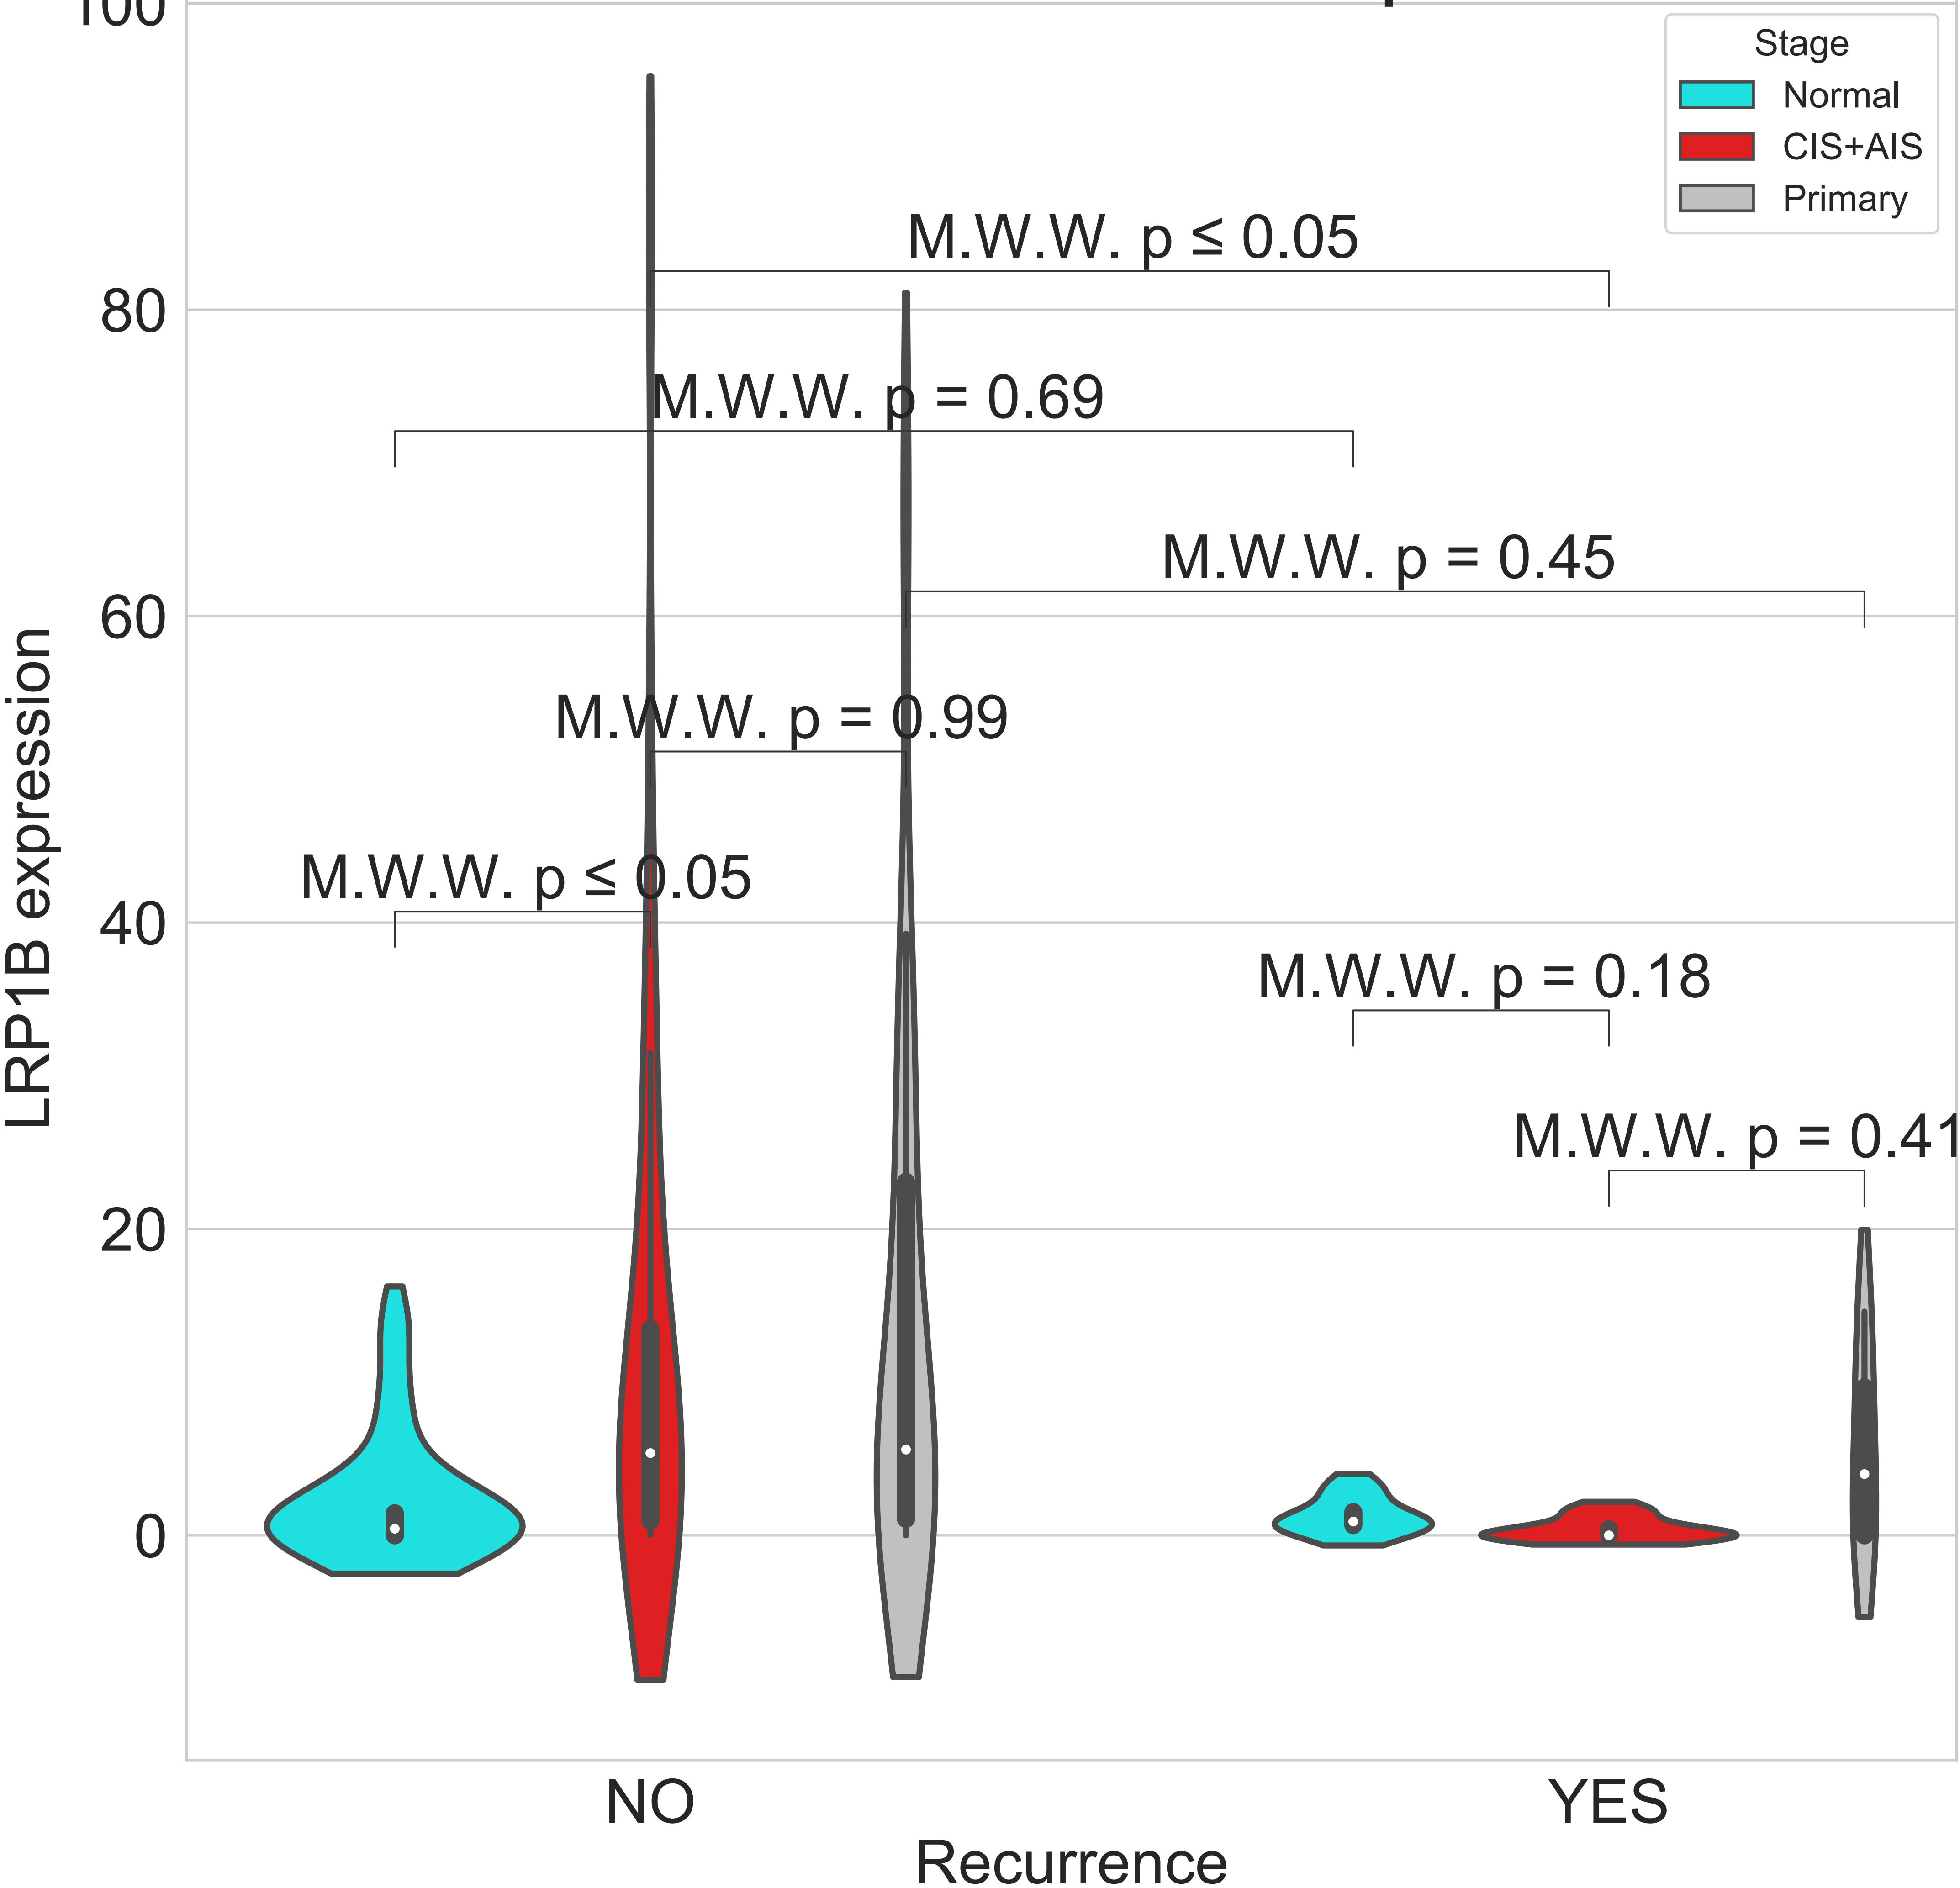 100
Stage
Normal
CIS+AIS
Primary
M.W.W. p ≤ 0.05
80
M.W.W. p = 0.69
M.W.W. p = 0.45
60
M.W.W. p = 0.99
M.W.W. p ≤ 0.05
40
M.W.W. p = 0.18
M.W.W. p = 0.41
20
0
LRP1B expression
NO
YES
Recurrence